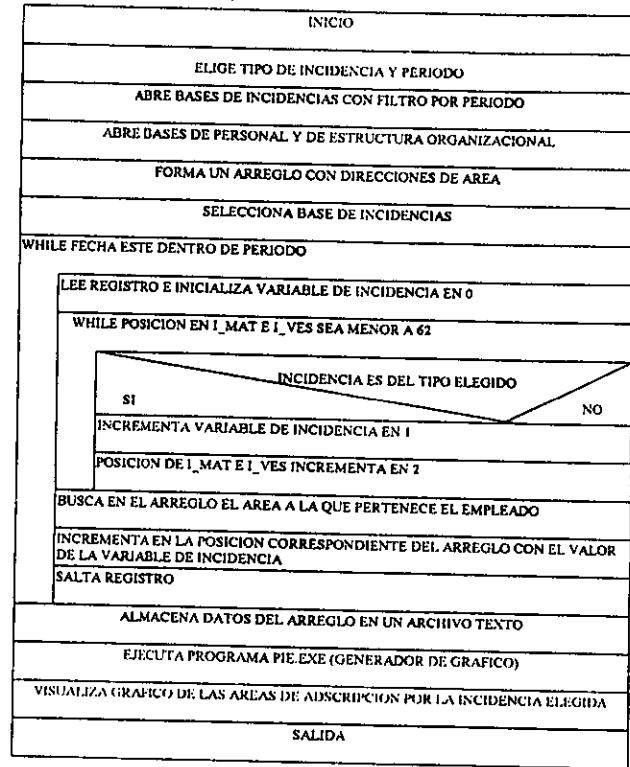 INICIO
ELIGE TIPO DE INCIDENCIA Y PERIODO
ABRE BASES DE INCIDENCIAS CON FILTRO POR PERIODO
ABRE BASES DE PERSONAL Y DE ESTRUCTURA ORGANIZACIONAL
FORMA UN ARREGLO CON DIRECCIONES DE AREA
SELECCIONA BASE DE INCIDENCIAS
WHILE FECHA ESTE DENTRO DE PERIODO
LEE REGISTRO E INICIALIZA VARIABLE DE INCIDENCIA EN 0
WHILE POSICION EN I_MAT E I_VES SEA MENOR A 62
INCIDENCIA ES DEL TIPO ELEGIDO
SI
NO
INCREMENTA VARIABLE DE INCIDENCIA EN 1
POSICION DE I_MAT E I_VES INCREMENTA EN 2
BUSCA EN EL ARREGLO EL AREA A LA QUE PERTENECE EL EMPLEADO
INCREMENTA EN LA POSICION CORRESPONDIENTE DEL ARREGLO CON EL VALOR
DE LA VARIABLE DE INCIDENCIA
SALTA REGISTRO
ALMACENA DATOS DEL ARREGLO EN UN ARCHIVO TEXTO
EJECUTA PROGRAMA PIE.EXE (GENERADOR DE GRAFICO)
VISUALIZA GRAFICO DE LAS AREAS DE ADSCRIPCION POR LA INCIDENCIA ELEGIDA
SALIDA